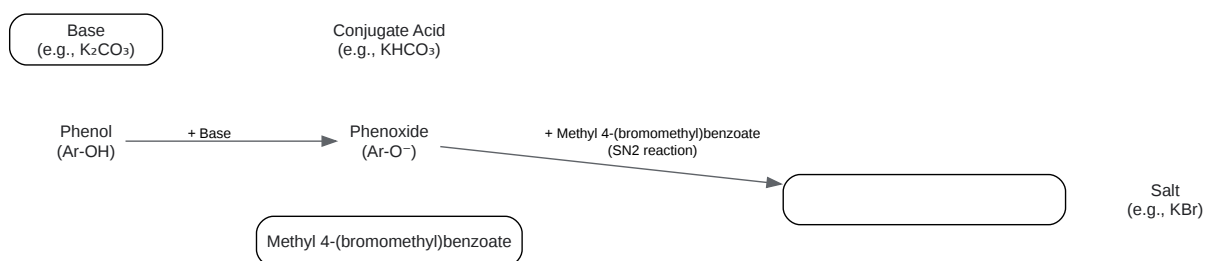 Base
(e.g., K₂CO₃)
Conjugate Acid
(e.g., KHCO₃)
Phenol
(Ar-OH)
+ Base
Phenoxide
(Ar-O⁻)
+ Methyl 4-(bromomethyl)benzoate
(SN2 reaction)
Salt
(e.g., KBr)
Methyl 4-(bromomethyl)benzoate